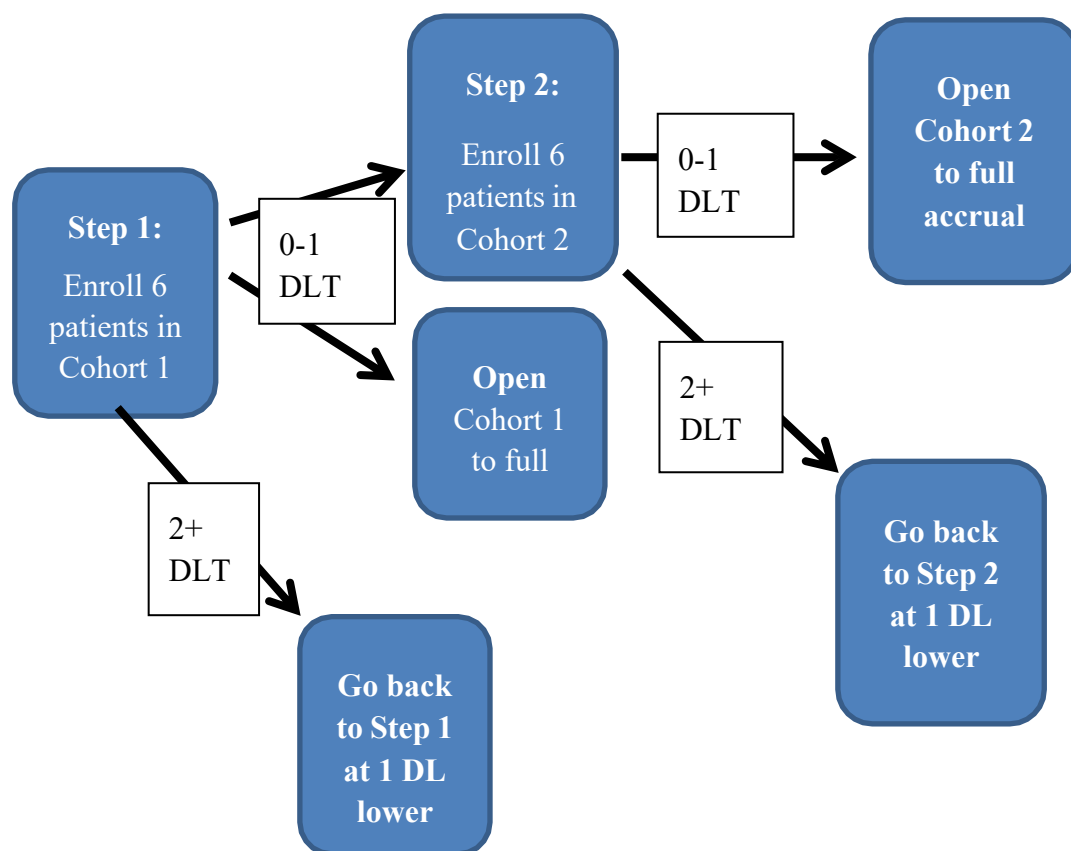 Step 1:
Enroll 6
patients in
Cohort 1
0-1
DLT
Step 2:
Enroll 6
patients in
Cohort 2
0-1
DLT
Open
Cohort 2
to full
accrual
Open
Cohort 1
to full
2+
DLT
2+
DLT
Go back
to Step 1
at 1 DL
lower
Go back
to Step 2
at 1 DL
lower